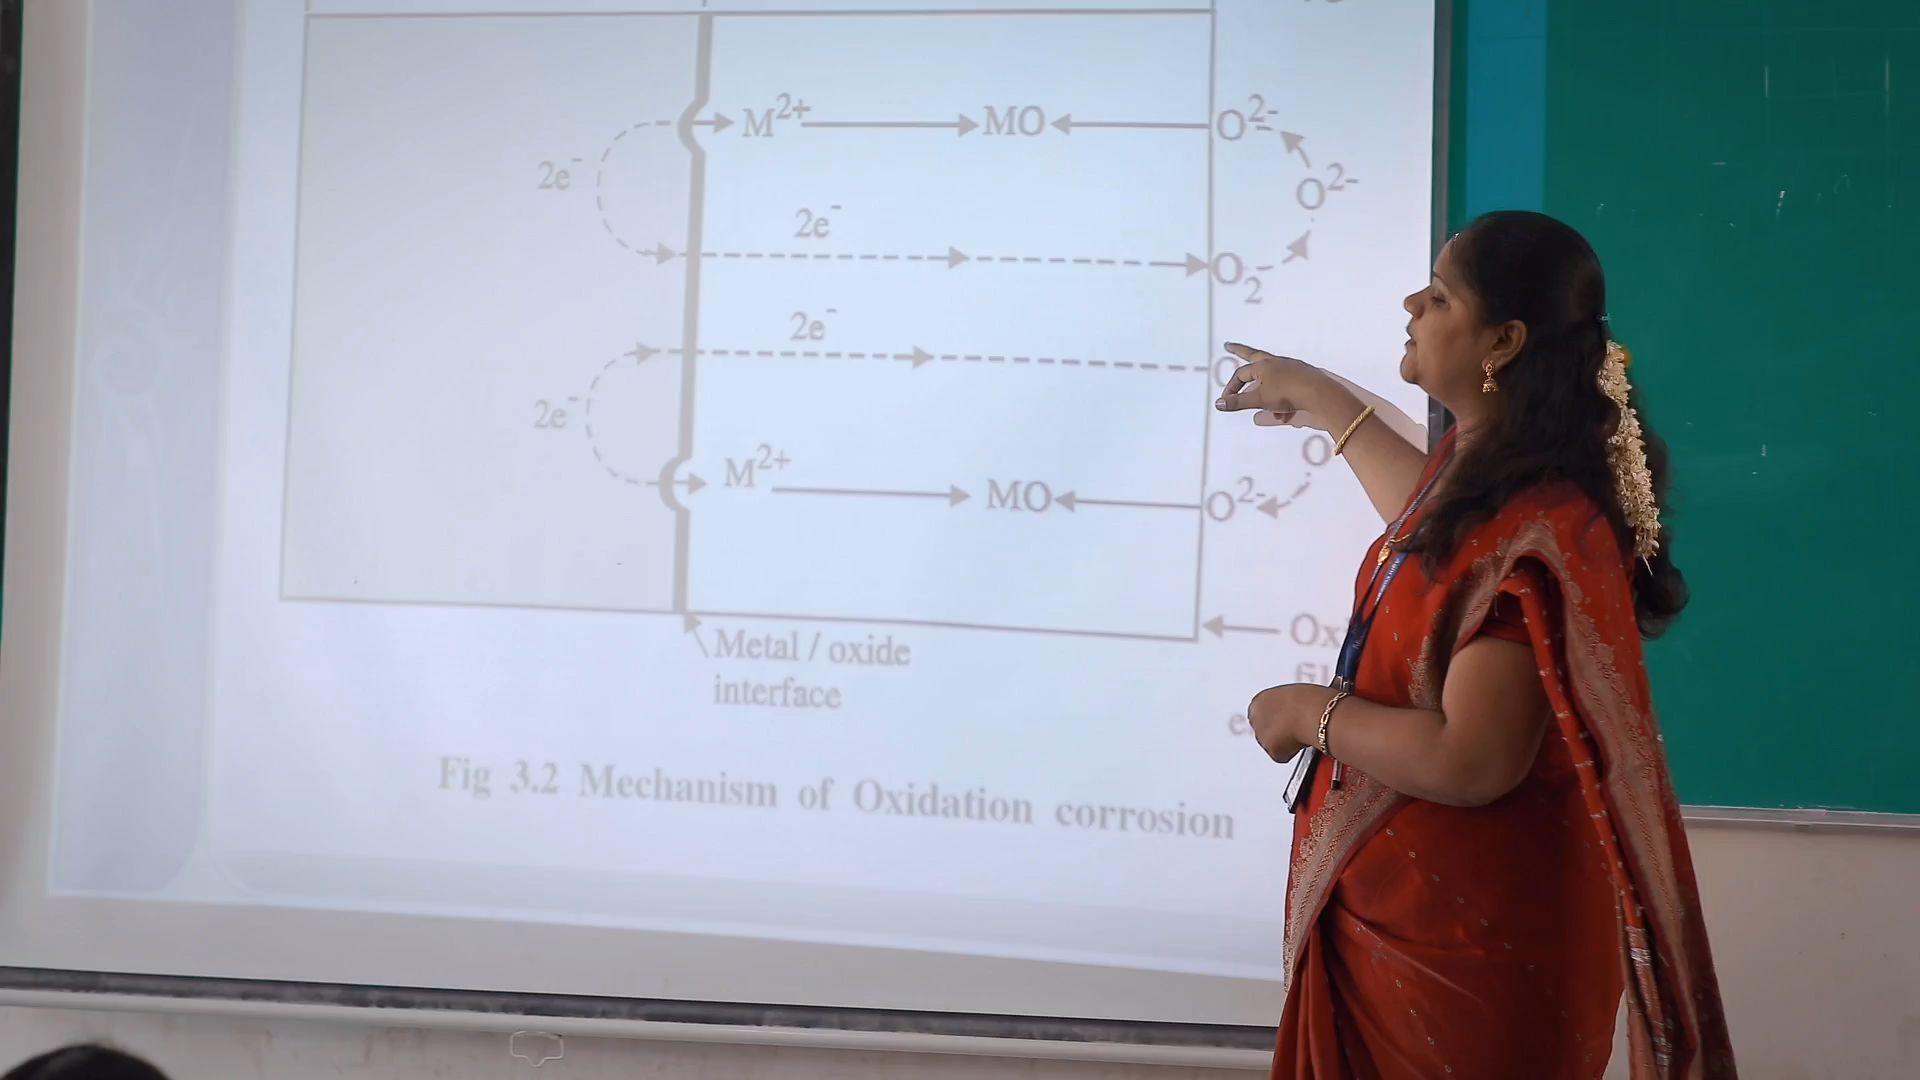 M²⁺ MO O²⁻
2e⁻ O²⁻
2e⁻
O₂
2e⁻
2e⁻
M²⁺ MO O²⁻
Metal / oxide
interface
Fig 3.2 Mechanism of Oxidation corrosion